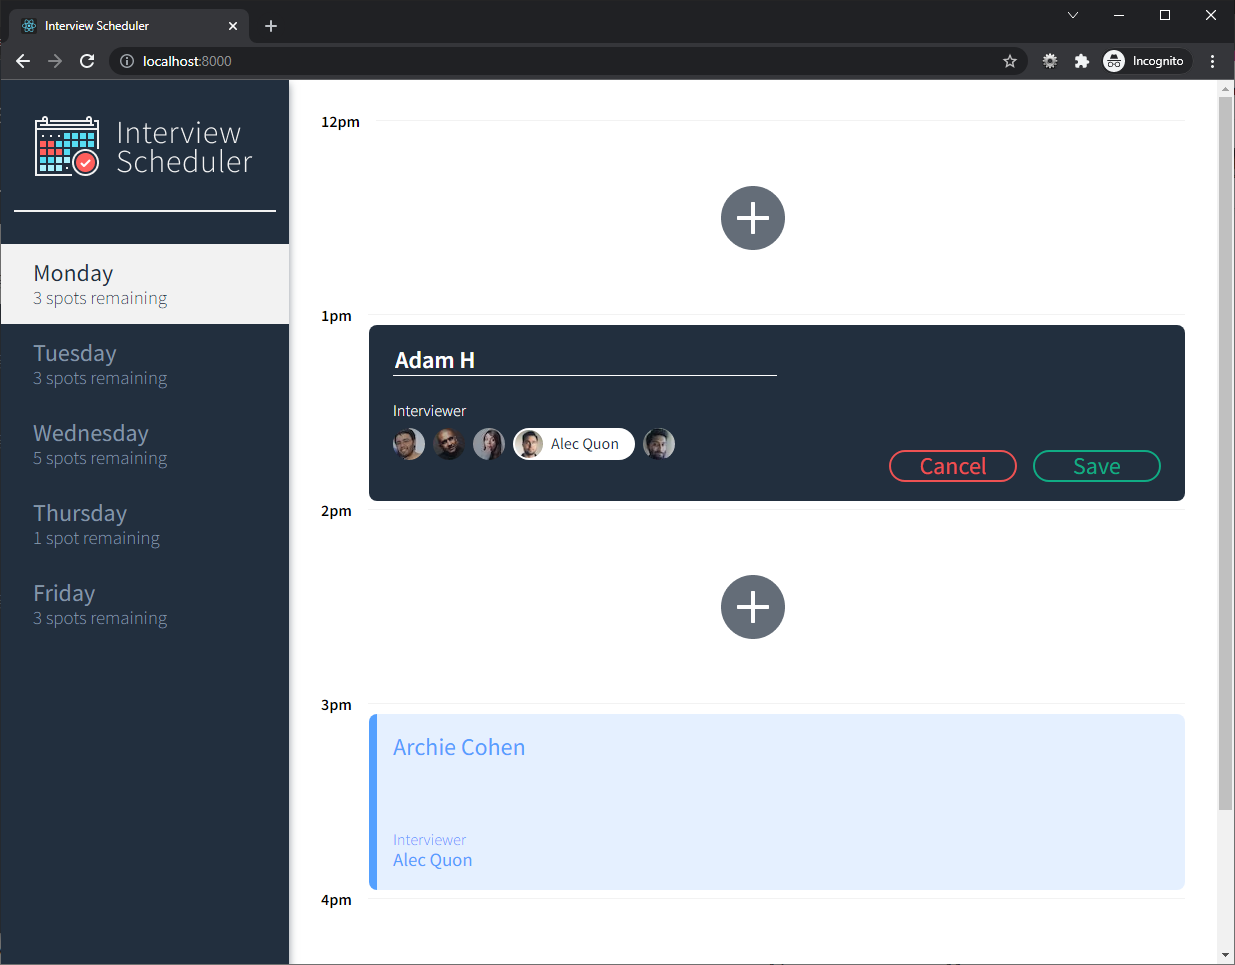 Interview Scheduler
localhost:8000
Incognito
Interview
Scheduler
Monday
3 spots remaining
Tuesday
3 spots remaining
Wednesday
5 spots remaining
Thursday
1 spot remaining
Friday
3 spots remaining
12pm
1pm
Adam H
Interviewer
Alec Quon
Cancel
Save
2pm
3pm
Archie Cohen
Interviewer
Alec Quon
4pm